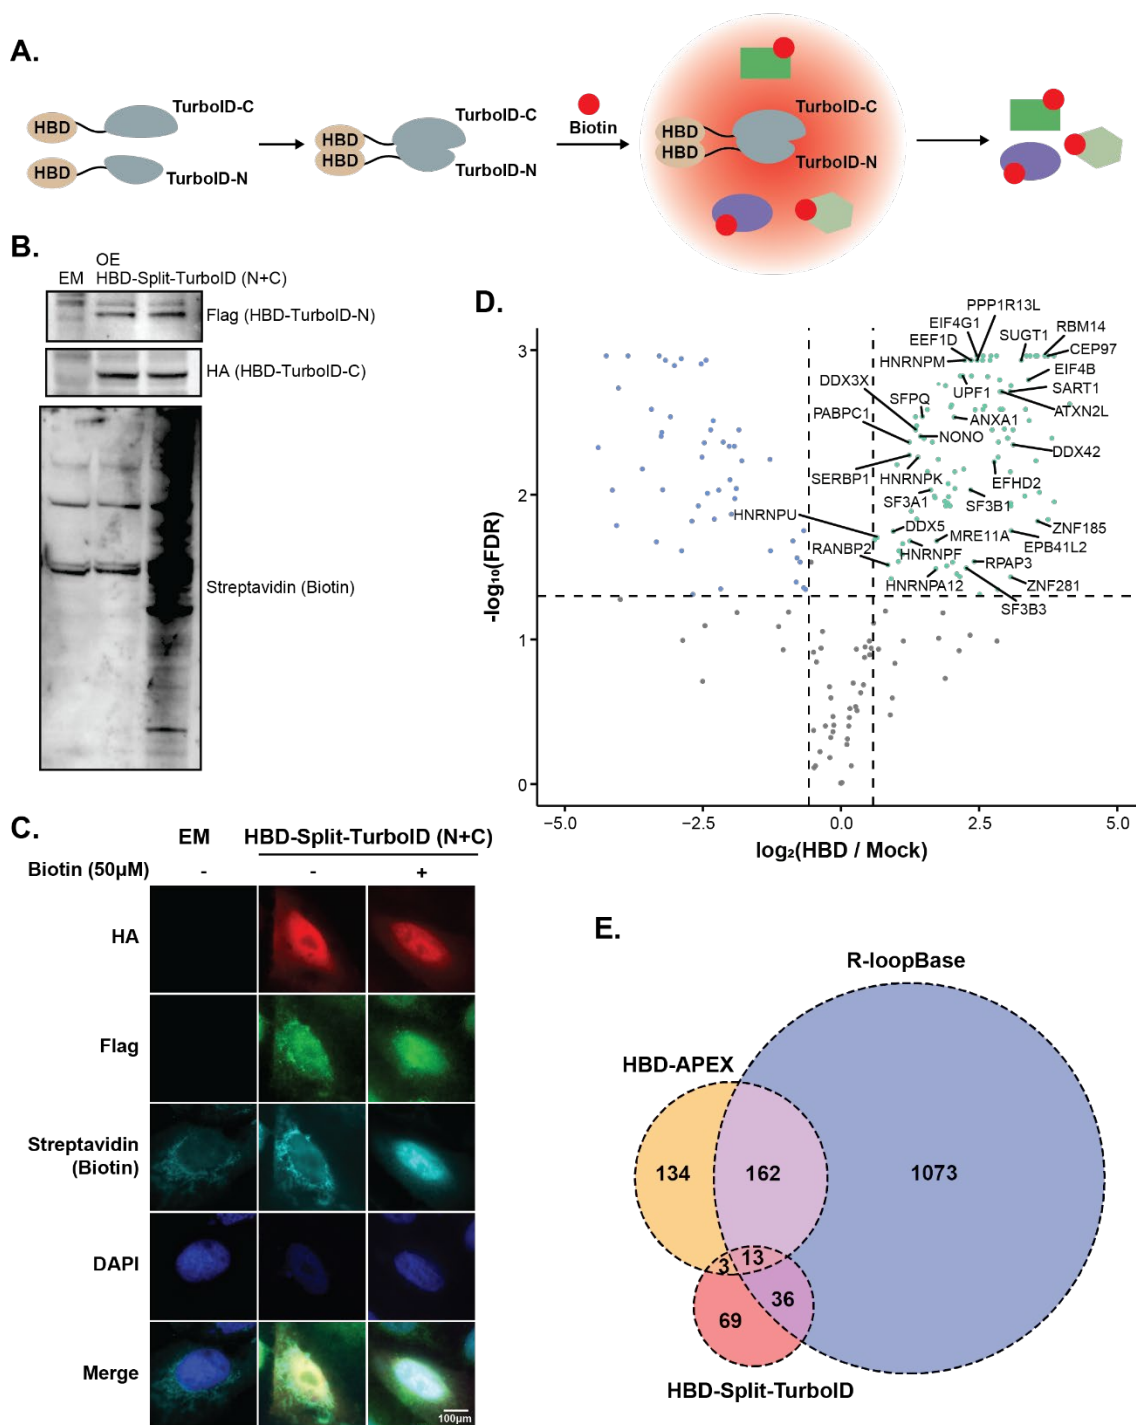 A.
TurboID-C
HBD
HBD
TurboID-N
TurboID-C
HBD
HBD
TurboID-N
Biotin
TurboID-C
HBD
HBD
TurboID-N
B.
OE
EM HBD-Split-TurboID (N+C)
Flag (HBD-TurboID-N)
HA (HBD-TurboID-C)
Streptavidin (Biotin)
C.
EM HBD-Split-TurboID (N+C)
Biotin (50µM) - - +
HA
Flag
Streptavidin
(Biotin)
DAPI
Merge
100µm
D.
-log₁₀(FDR)
3
2
1
0
−5.0 −2.5 0.0 2.5 5.0
log₂(HBD / Mock)
PPP1R13L
EIF4G1
EEF1D
SUGT1
RBM14
HNRNPM
CEP97
EIF4B
DDX3X
UPF1
SART1
SFPQ
ATXN2L
PABPC1
ANXA1
NONO
DDX42
SERBP1
HNRNPK
EFHD2
SF3A1
SF3B1
HNRNPU
DDX5
MRE11A
ZNF185
EPB41L2
RANBP2
HNRNPF
RPAP3
HNRNPA12
ZNF281
SF3B3
E.
R-loopBase
HBD-APEX
134
162
1073
3
13
36
69
HBD-Split-TurboID